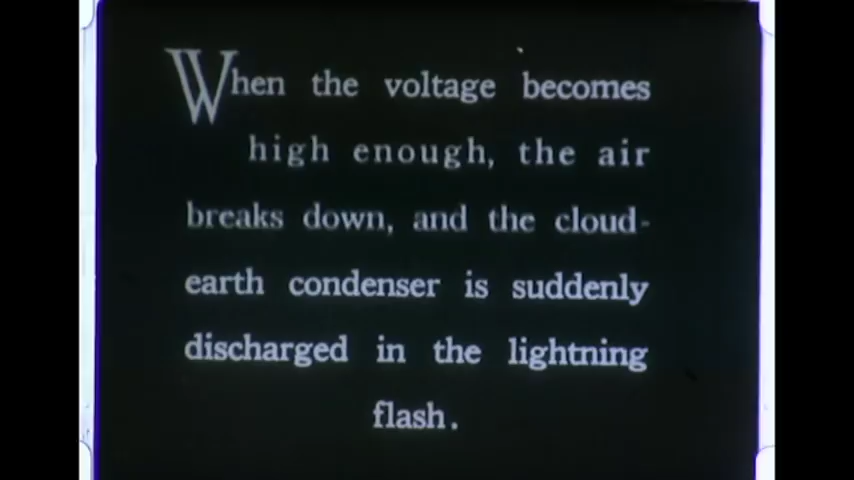 When the voltage becomes
high enough, the air
breaks down, and the cloud-
earth condenser is suddenly
discharged in the lightning
flash.